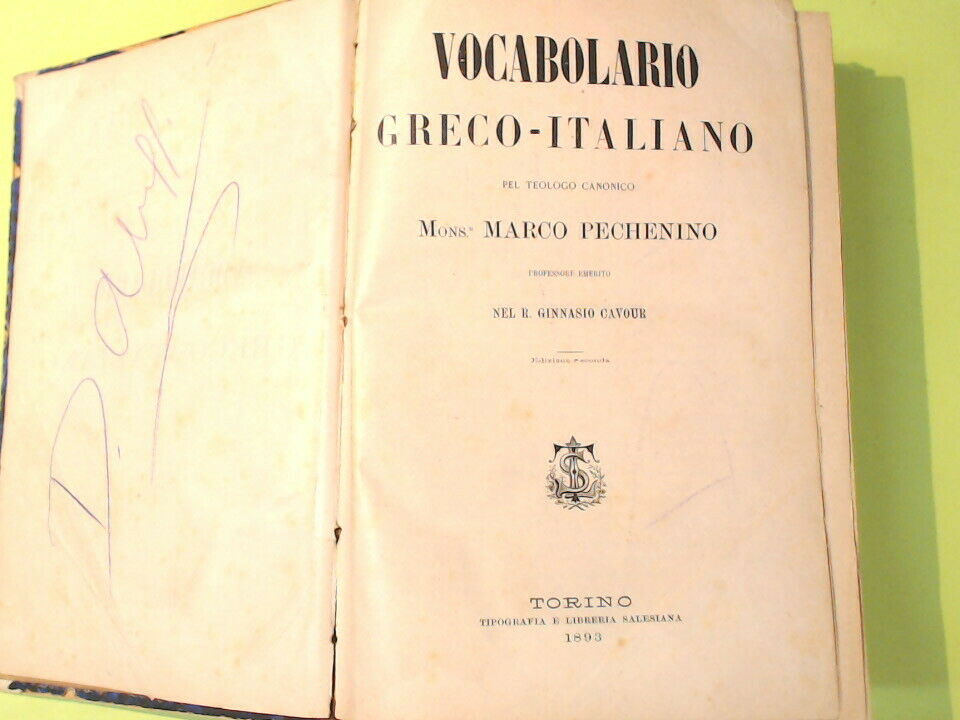 VOCABOLARIO
GRECO-ITALIANO
PEL TEOLOGO CANONICO
MONS.R MARCO PECHENINO
PROFESSORE EMERITO
NEL R. GINNASIO CAVOUR
Edizione seconda
TORINO
TIPOGRAFIA E LIBRERIA SALESIANA
1893